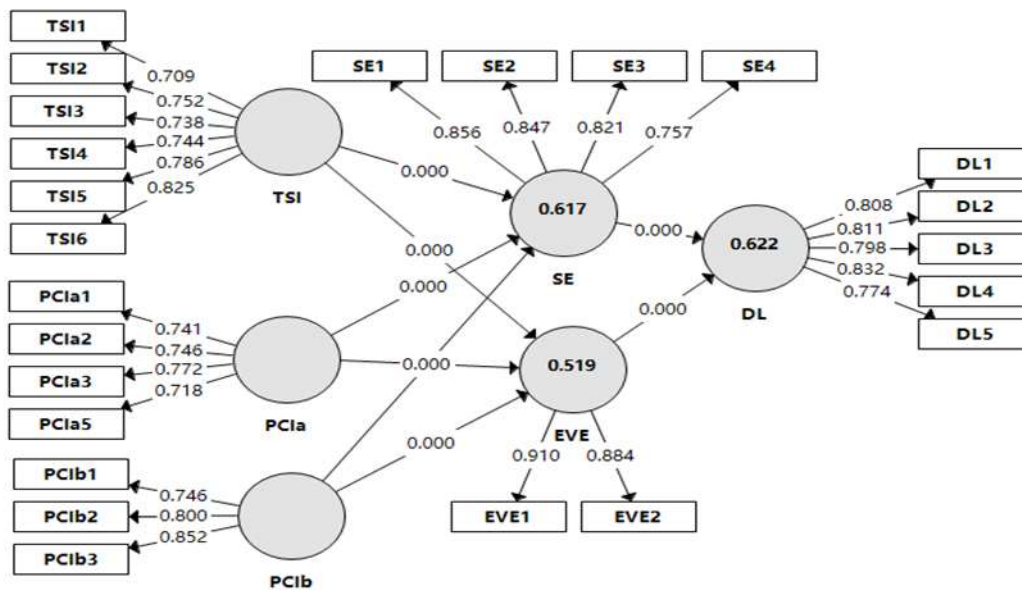 TSI1
TSI2
TSI3
TSI4
TSI5
TSI6
0.709
0.752
0.738
0.744
0.786
0.825
TSI
PCIa1
PCIa2
PCIa3
PCIa5
0.741
0.746
0.772
0.718
PCIa
PCIb1
PCIb2
PCIb3
0.746
0.800
0.852
PCIb
SE1
SE2
SE3
SE4
0.856
0.847
0.821
0.757
0.000
0.617
SE
0.000
0.000
0.000
0.000
0.519
EVE
0.000
0.910
0.884
EVE1
EVE2
0.000
0.622
DL
0.000
0.808
0.811
0.798
0.832
0.774
DL1
DL2
DL3
DL4
DL5